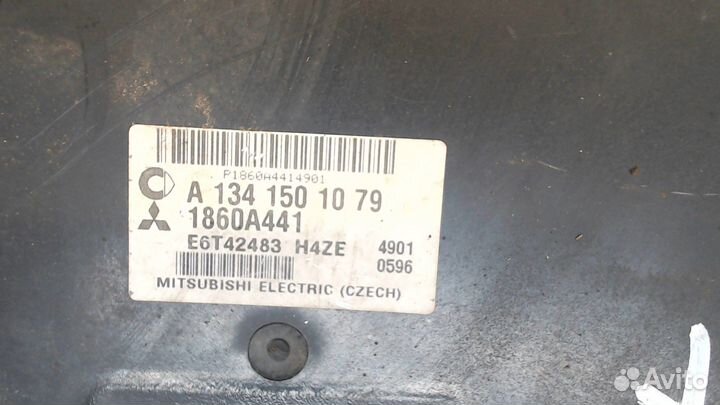 P1860A4414901
A 134 150 10 79
1860A441
E6T42483 H4ZE 4901
0596
MITSUBISHI ELECTRIC (CZECH)
Avito